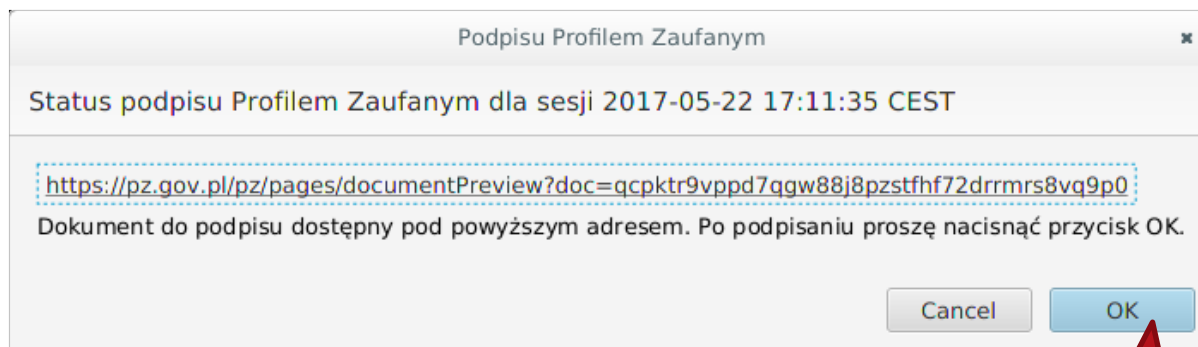 Podpisu Profilem Zaufanym
Status podpisu Profilem Zaufanym dla sesji 2017-05-22 17:11:35 CEST
https://pz.gov.pl/pz/pages/documentPreview?doc=qcpktr9vppd7qgw88j8pzstfhf72drrmrs8vq9p0
Dokument do podpisu dostępny pod powyższym adresem. Po podpisaniu proszę nacisnąć przycisk OK.
Cancel OK